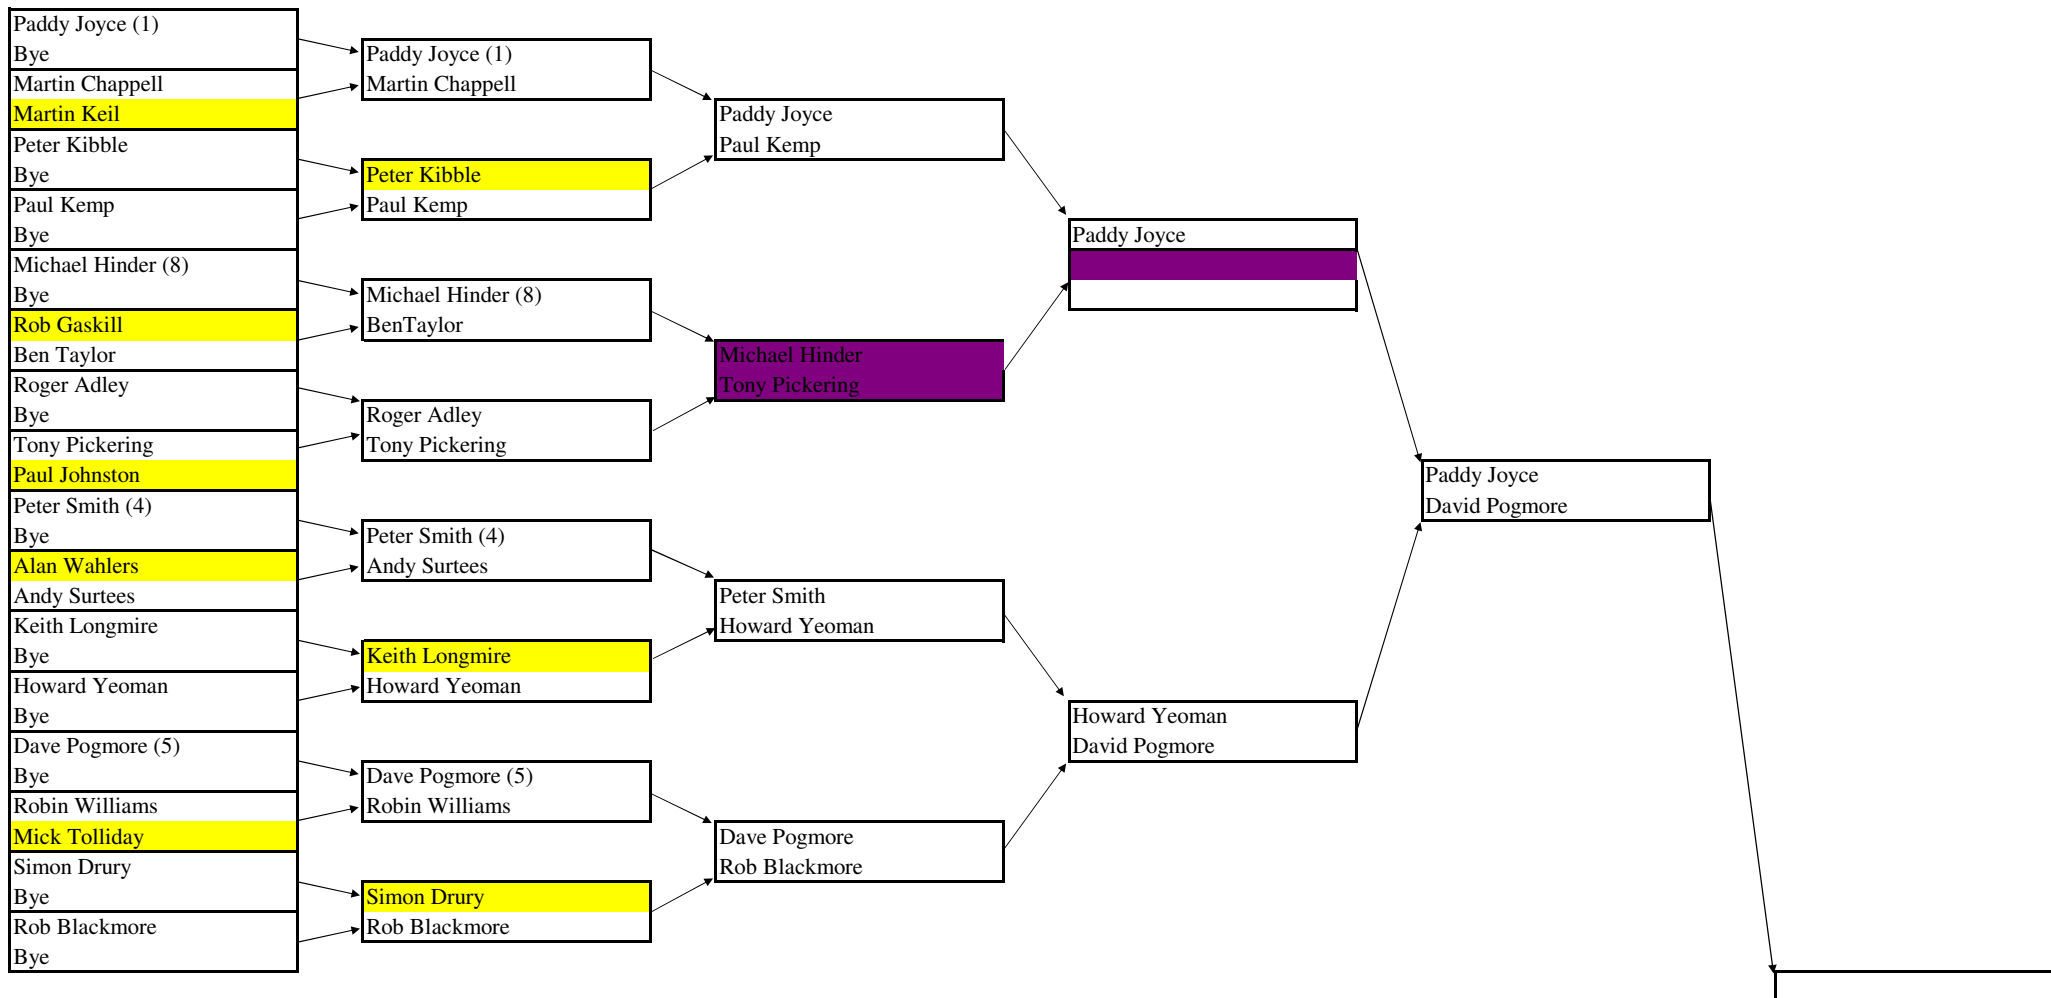 Paddy Joyce (1)
Bye
Martin Chappell
Martin Keil
Peter Kibble
Bye
Paul Kemp
Bye
Michael Hinder (8)
Bye
Rob Gaskill
Ben Taylor
Roger Adley
Bye
Tony Pickering
Paul Johnston
Peter Smith (4)
Bye
Alan Wahlers
Andy Surtees
Keith Longmire
Bye
Howard Yeoman
Bye
Dave Pogmore (5)
Bye
Robin Williams
Mick Tolliday
Simon Drury
Bye
Rob Blackmore
Bye
Paddy Joyce (1)
Martin Chappell
Peter Kibble
Paul Kemp
Michael Hinder (8)
BenTaylor
Roger Adley
Tony Pickering
Peter Smith (4)
Andy Surtees
Keith Longmire
Howard Yeoman
Dave Pogmore (5)
Robin Williams
Simon Drury
Rob Blackmore
Paddy Joyce
Paul Kemp
Michael Hinder
Tony Pickering
Peter Smith
Howard Yeoman
Dave Pogmore
Rob Blackmore
Paddy Joyce
Howard Yeoman
David Pogmore
Paddy Joyce
David Pogmore